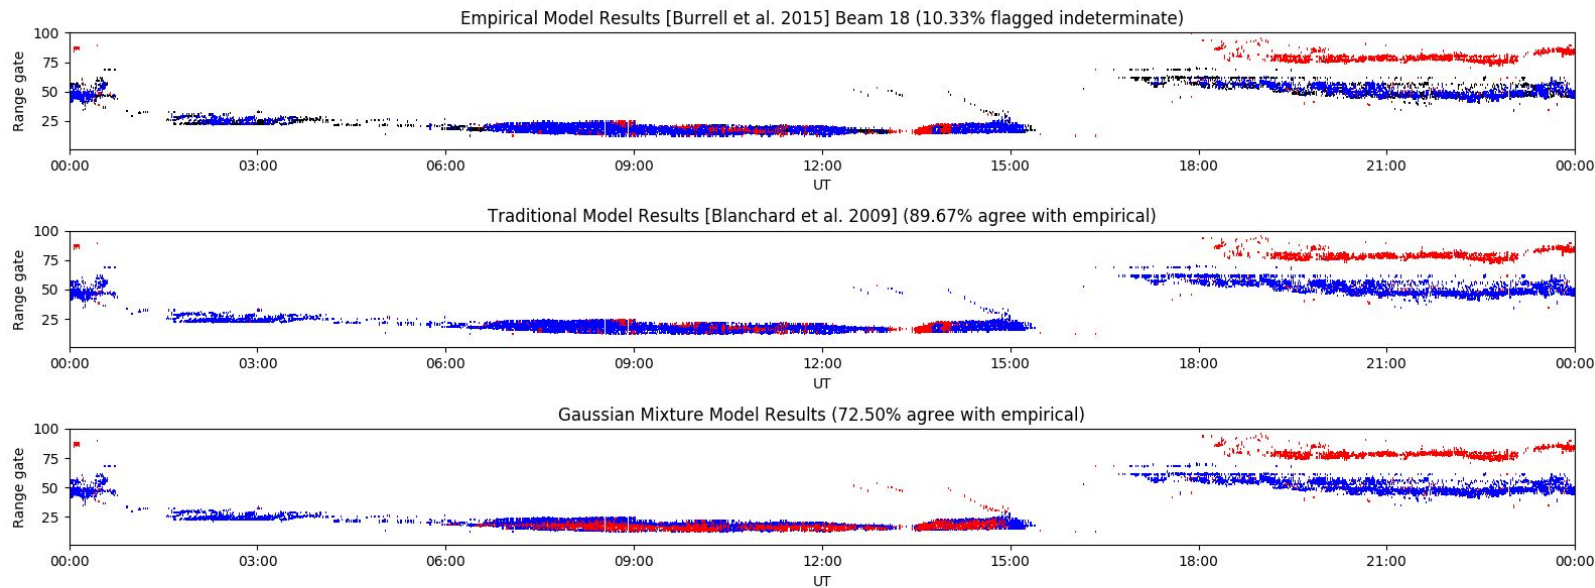 Empirical Model Results [Burrell et al. 2015] Beam 18 (10.33% flagged indeterminate)
100
75
50
25
Range gate
00:00 03:00 06:00 09:00 12:00 15:00 18:00 21:00 00:00
UT
Traditional Model Results [Blanchard et al. 2009] (89.67% agree with empirical)
100
75
50
25
Range gate
00:00 03:00 06:00 09:00 12:00 15:00 18:00 21:00 00:00
UT
Gaussian Mixture Model Results (72.50% agree with empirical)
100
75
50
25
Range gate
00:00 03:00 06:00 09:00 12:00 15:00 18:00 21:00 00:00
UT